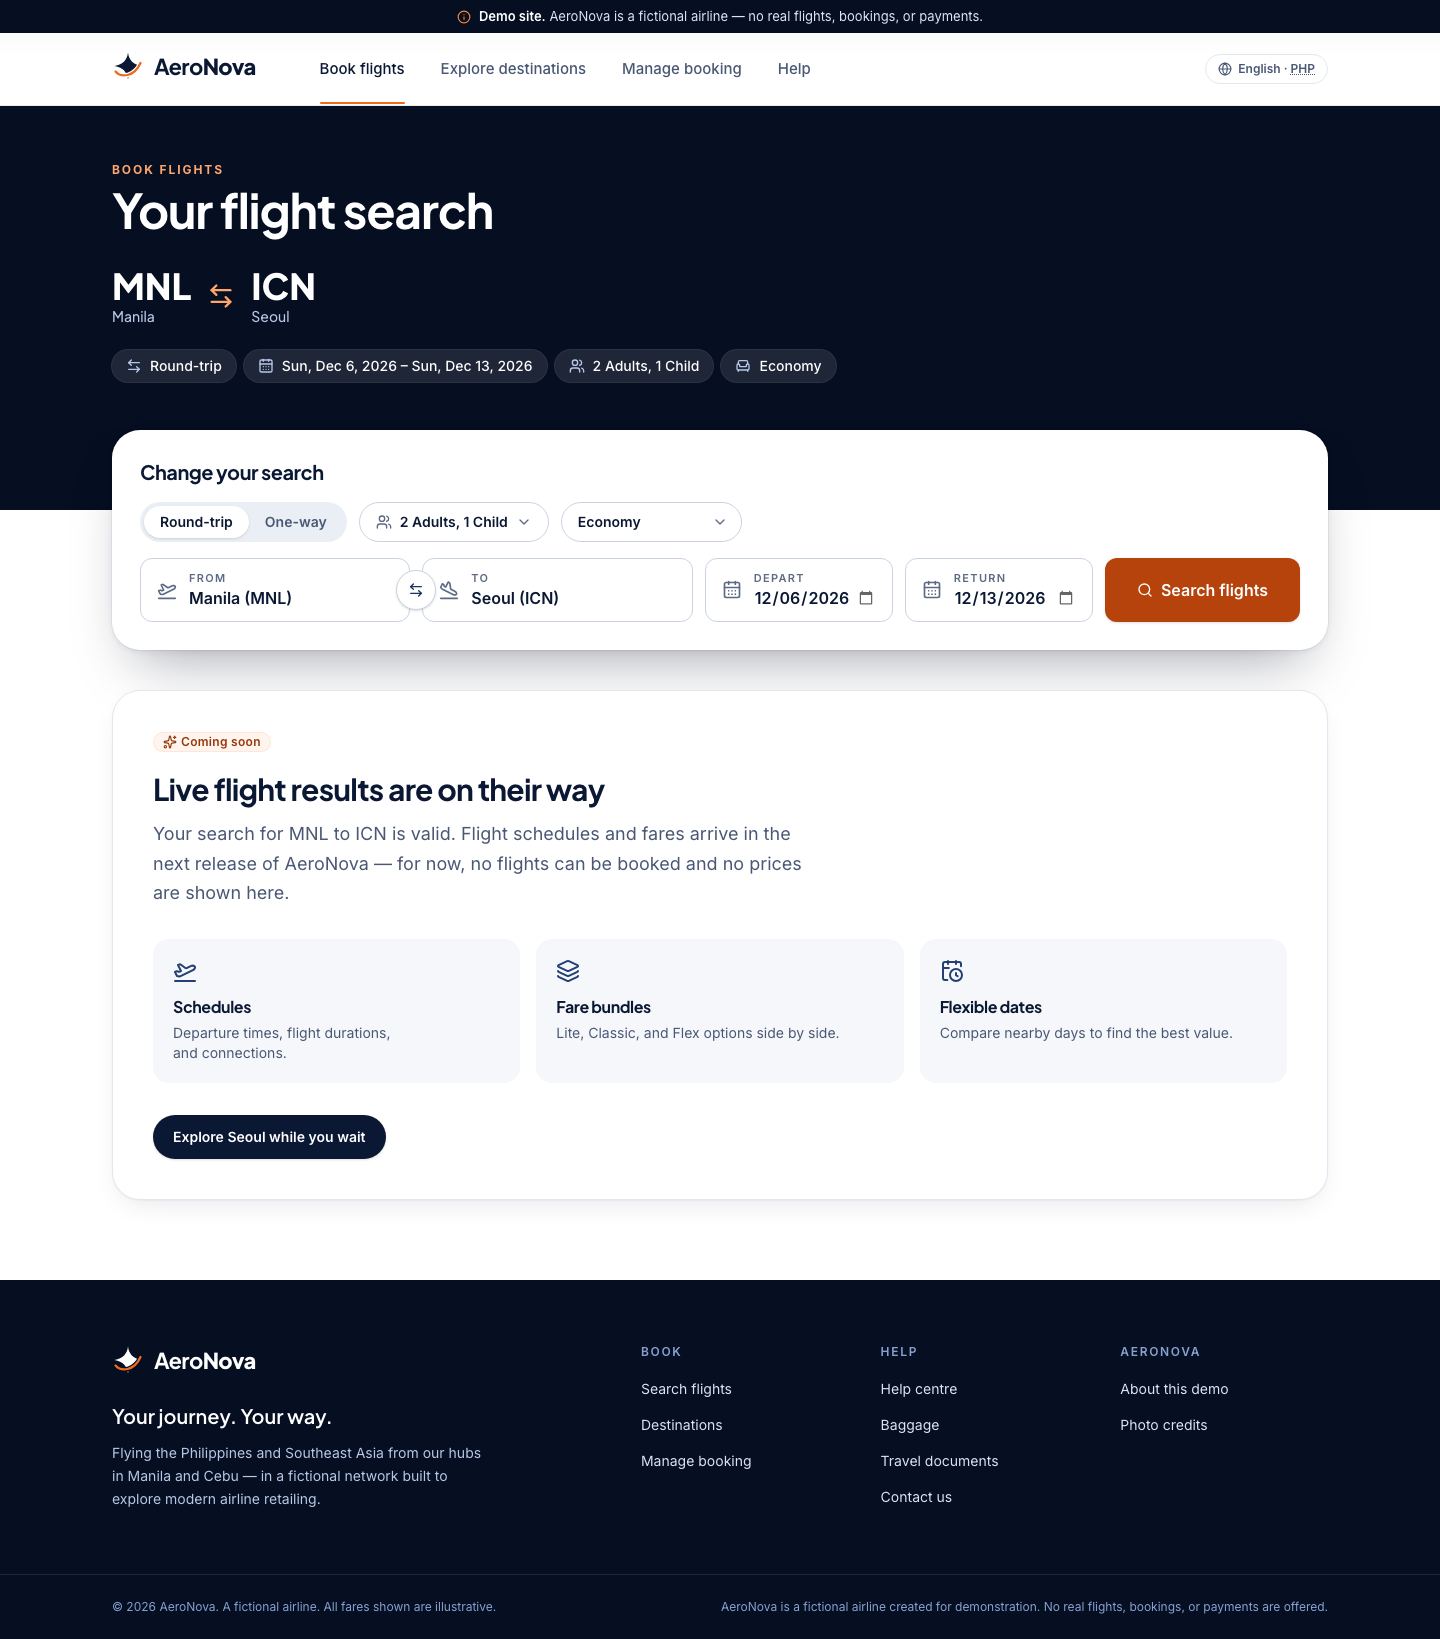 Demo site. AeroNova is a fictional airline — no real flights, bookings, or payments.
AeroNova
Book flights
Explore destinations
Manage booking
Help
English · PHP
BOOK FLIGHTS
Your flight search
MNL
ICN
Manila
Seoul
Round-trip
Sun, Dec 6, 2026 – Sun, Dec 13, 2026
2 Adults, 1 Child
Economy
Change your search
Round-trip
One-way
2 Adults, 1 Child
Economy
FROM
Manila (MNL)
TO
Seoul (ICN)
DEPART
12/06/2026
RETURN
12/13/2026
Search flights
Coming soon
Live flight results are on their way
Your search for MNL to ICN is valid. Flight schedules and fares arrive in the
next release of AeroNova — for now, no flights can be booked and no prices
are shown here.
Schedules
Departure times, flight durations,
and connections.
Fare bundles
Lite, Classic, and Flex options side by side.
Flexible dates
Compare nearby days to find the best value.
Explore Seoul while you wait
AeroNova
Your journey. Your way.
Flying the Philippines and Southeast Asia from our hubs
in Manila and Cebu — in a fictional network built to
explore modern airline retailing.
BOOK
Search flights
Destinations
Manage booking
HELP
Help centre
Baggage
Travel documents
Contact us
AERONOVA
About this demo
Photo credits
© 2026 AeroNova. A fictional airline. All fares shown are illustrative.
AeroNova is a fictional airline created for demonstration. No real flights, bookings, or payments are offered.